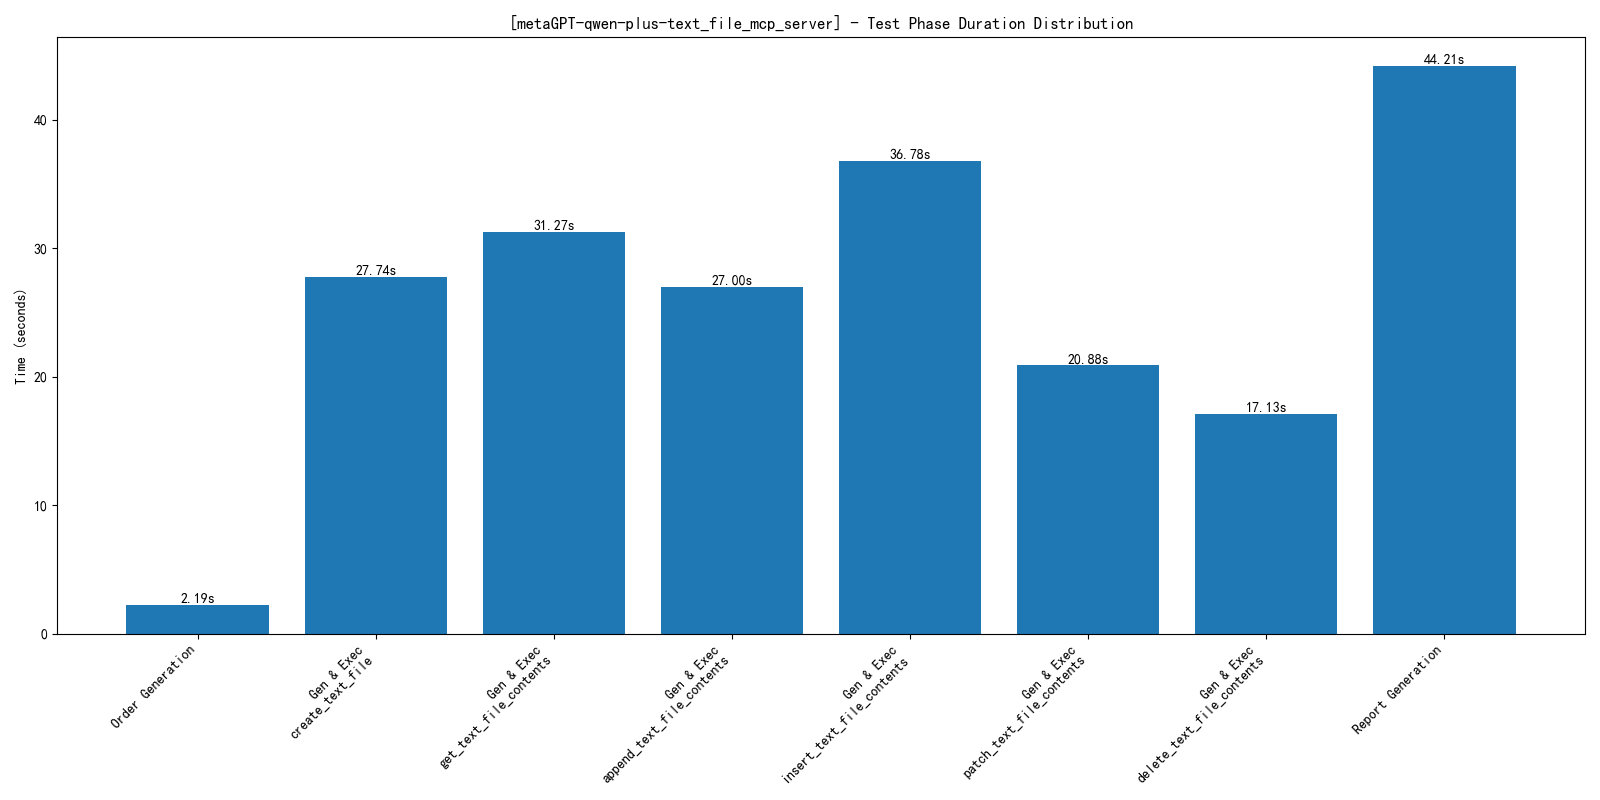 [metaGPT-qwen-plus-text_file_mcp_server] - Test Phase Duration Distribution
Time (seconds)
40
30
20
10
0
2.19s
27.74s
31.27s
27.00s
36.78s
20.88s
17.13s
44.21s
Order Generation
Gen & Exec
create_text_file
Gen & Exec
get_text_file_contents
Gen & Exec
append_text_file_contents
Gen & Exec
insert_text_file_contents
Gen & Exec
patch_text_file_contents
Gen & Exec
delete_text_file_contents
Report Generation